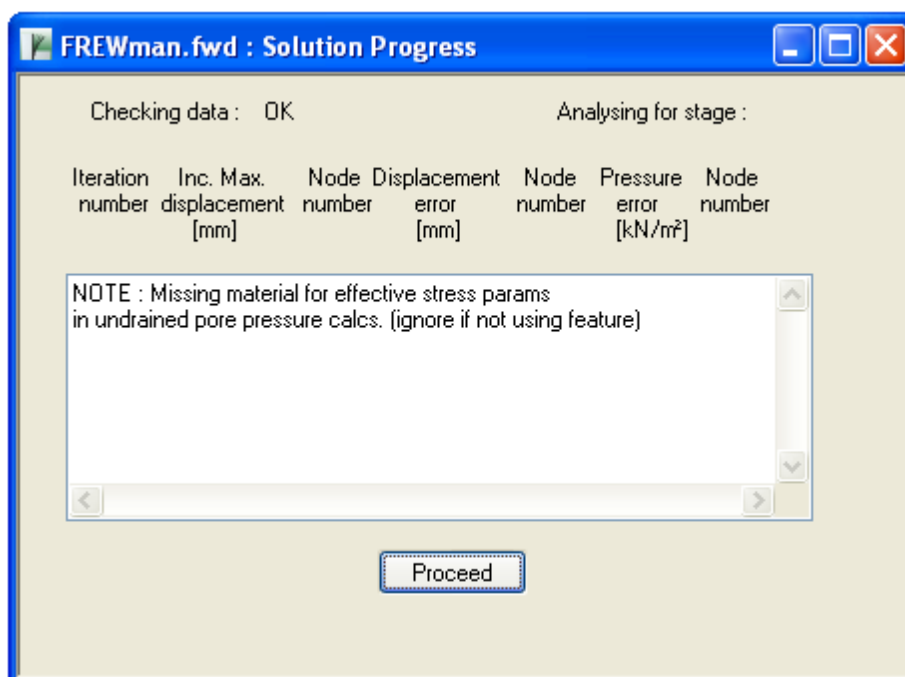 FREWman.fwd : Solution Progress
Checking data : OK Analysing for stage :
Iteration Inc. Max. Node Displacement Node Pressure Node
number displacement number error number error number
[mm] [mm] [kN/m²]
NOTE : Missing material for effective stress params
in undrained pore pressure calcs. (ignore if not using feature)
Proceed